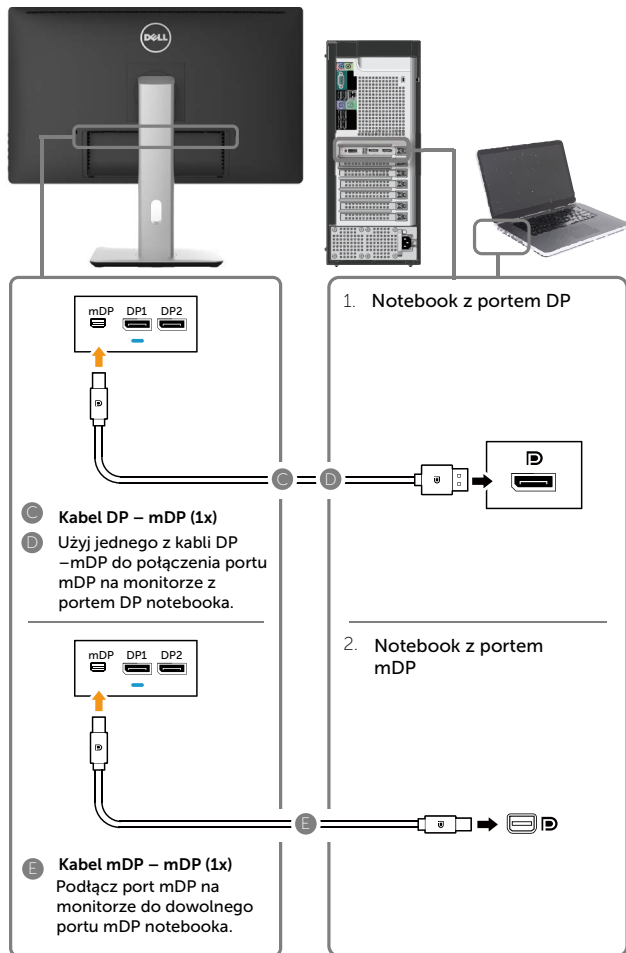 DELL
mDP DP1 DP2
C D
C Kabel DP – mDP (1x)
D Użyj jednego z kabli DP
–mDP do połączenia portu
mDP na monitorze z
portem DP notebooka.
1. Notebook z portem DP
mDP DP1 DP2
E
E Kabel mDP – mDP (1x)
Podłącz port mDP na
monitorze do dowolnego
portu mDP notebooka.
2. Notebook z portem
mDP